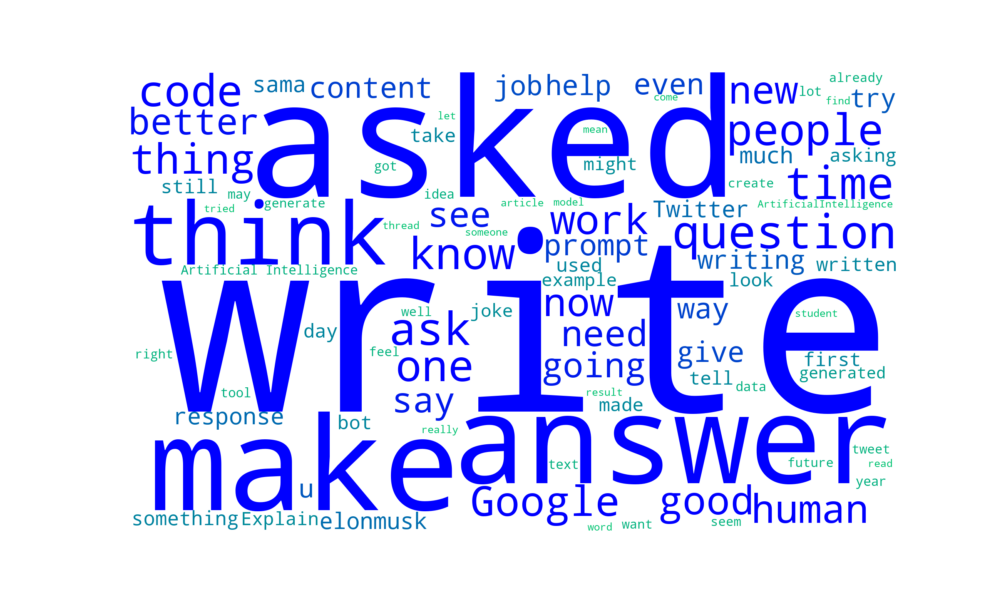 code
sama
content
job
help
even
new
lot
already
find
try
better
let
take
asked
come
mean
people
thing
got
might
much
asking
still
may
generate
idea
create
time
tried
think
thread
see
article
model
someone
work
Twitter
ArtificialIntelligence
question
know
prompt
writing
written
Artificial Intelligence
used
example
look
write
day
well
joke
now
way
student
ask
need
right
feel
one
going
give
first
tell
generated
tool
say
result
data
made
response
bot
really
make
answer
text
future
tweet
read
year
u
Google
good
human
something
Explain
elonmusk
word
want
seem